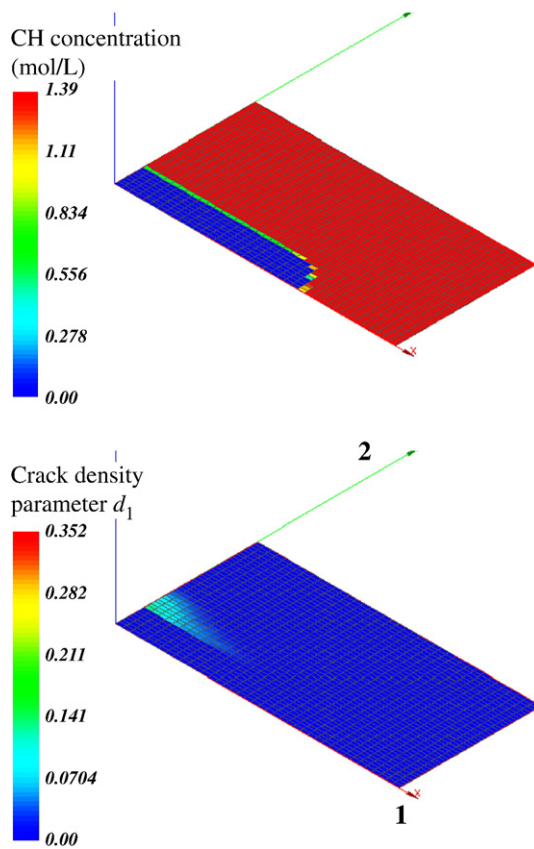 CH concentration
(mol/L)
1.39
1.11
0.834
0.556
0.278
0.00
x
2
Crack density
parameter d1
0.352
0.282
0.211
0.141
0.0704
0.00
x
1